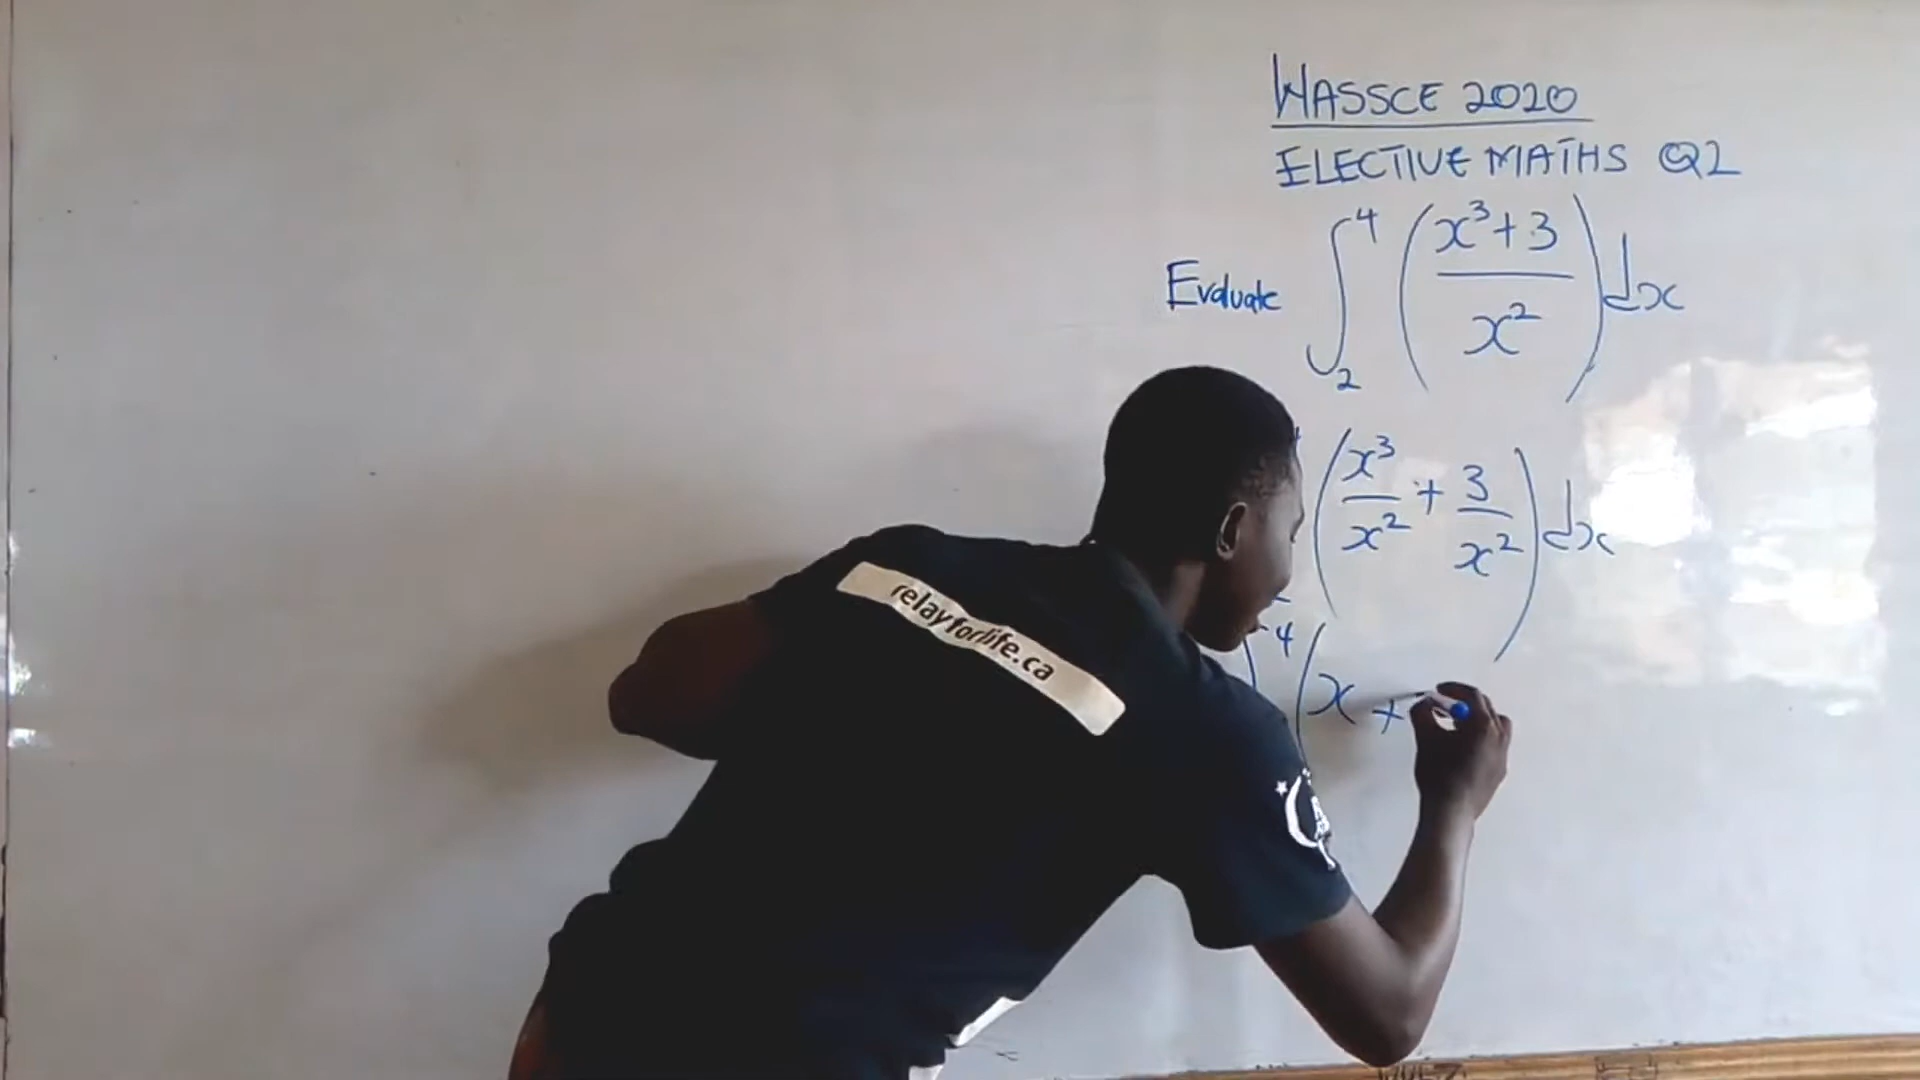 WASSCE 2020
ELECTIVE MATHS Q2
Evaluate ∫₂⁴ ((x³+3)/x²) dx
(x³/x² + 3/x²) dx
4 (x +
relayforlife.ca